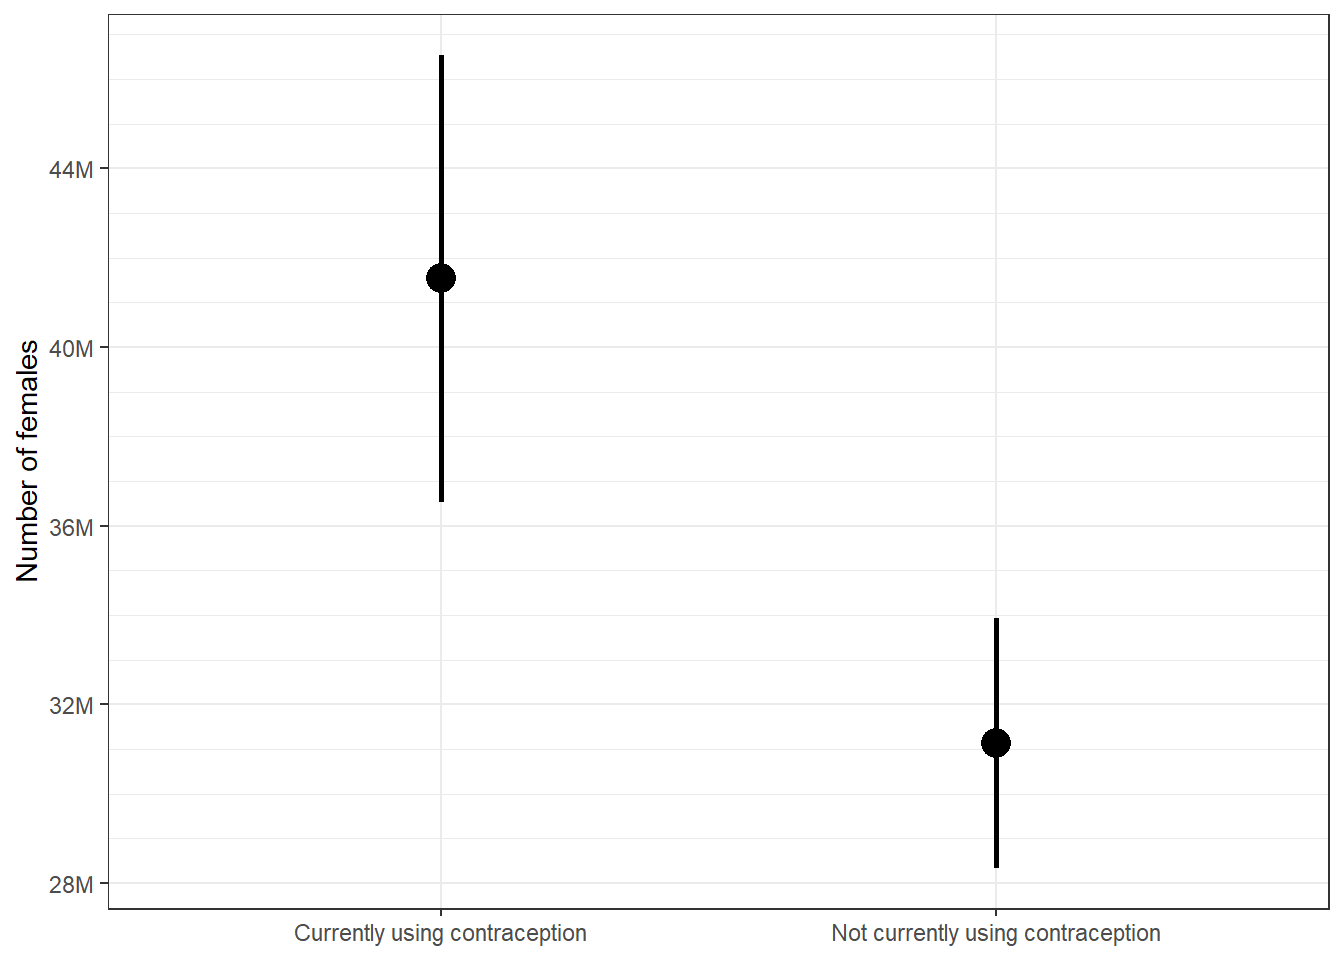 Number of females
44M
40M
36M
32M
28M
Currently using contraception
Not currently using contraception